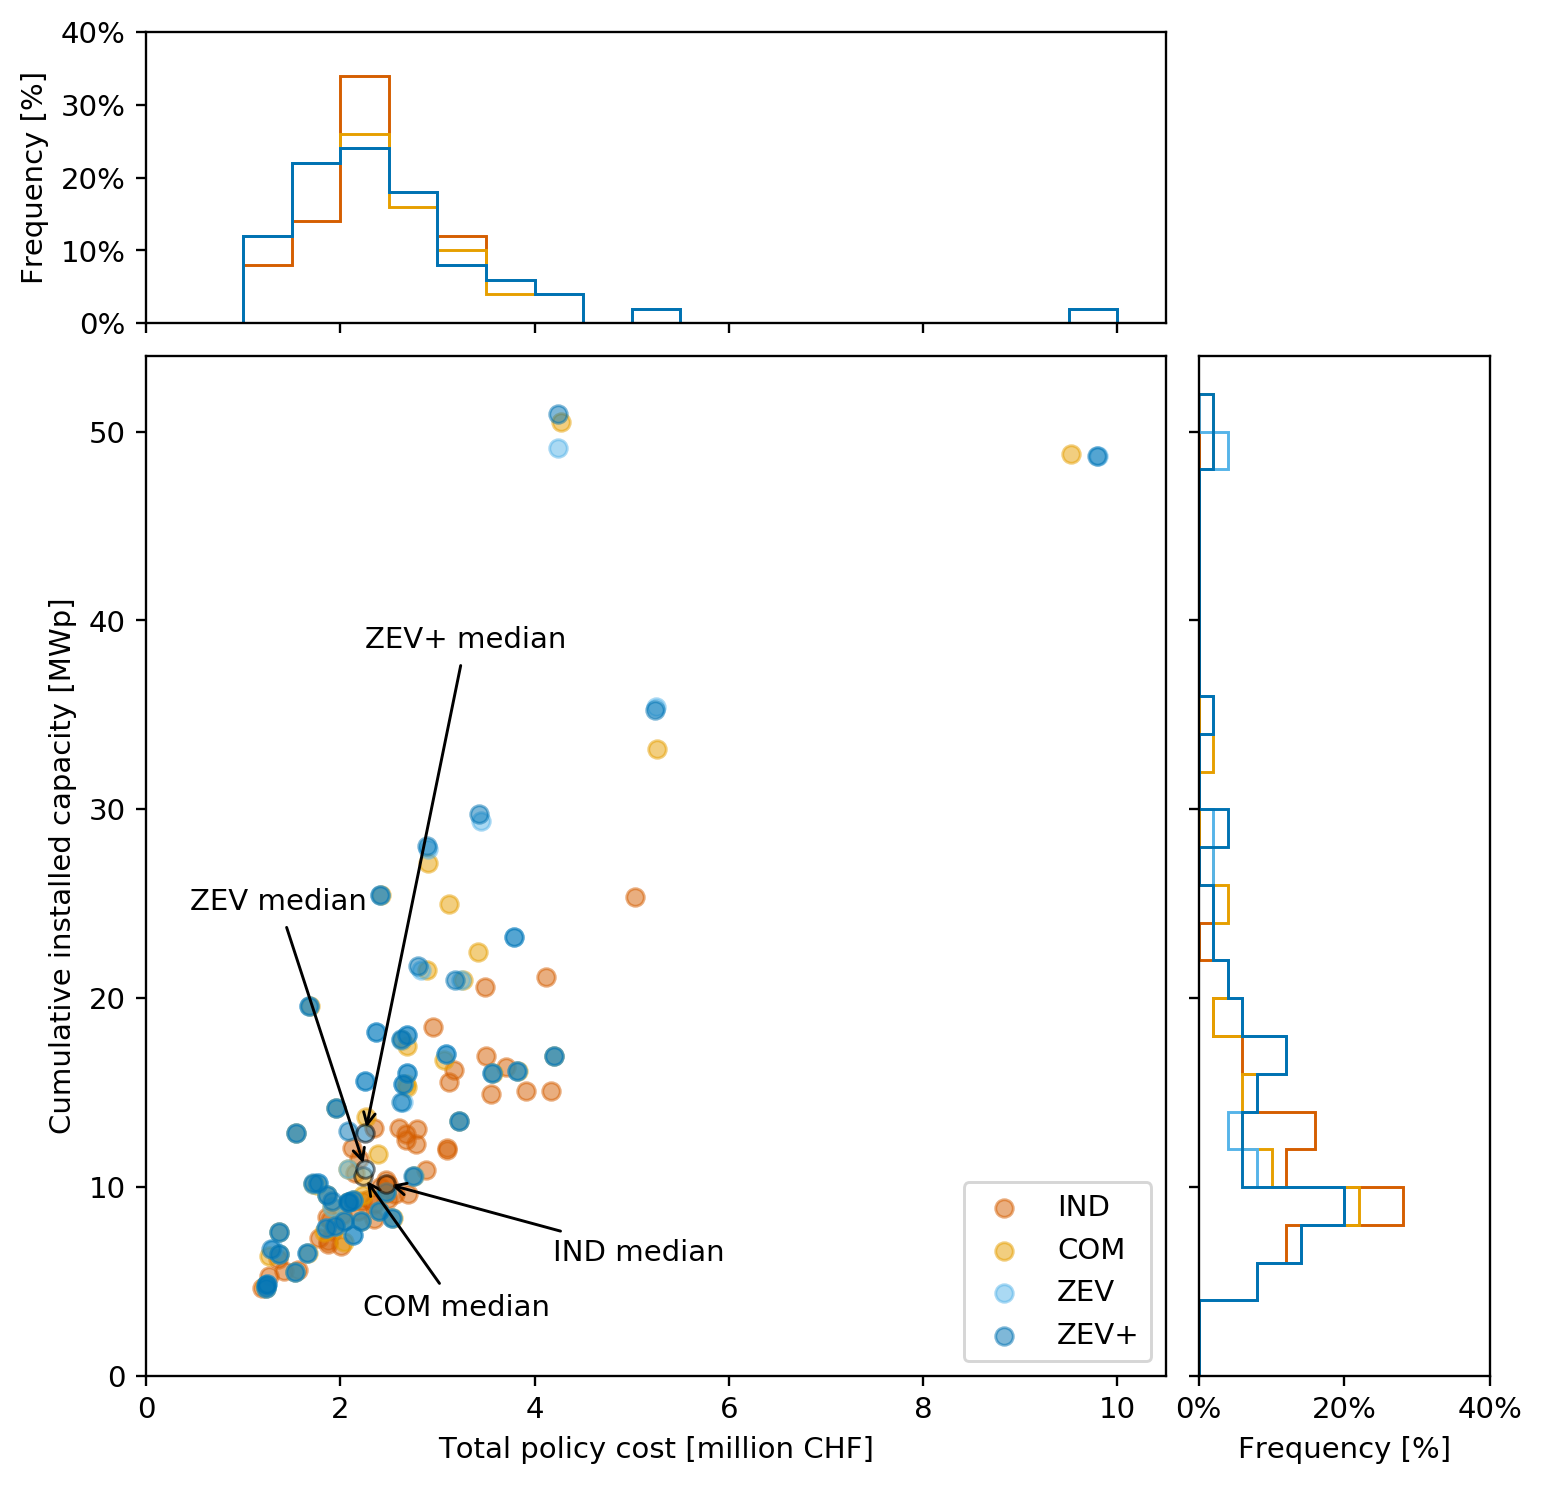 40%
30%
20%
10%
0%
Frequency [%]
50
40
30
20
10
0
Cumulative installed capacity [MWp]
ZEV+ median
ZEV median
IND median
COM median
IND
COM
ZEV
ZEV+
0 2 4 6 8 10
Total policy cost [million CHF]
0% 20% 40%
Frequency [%]